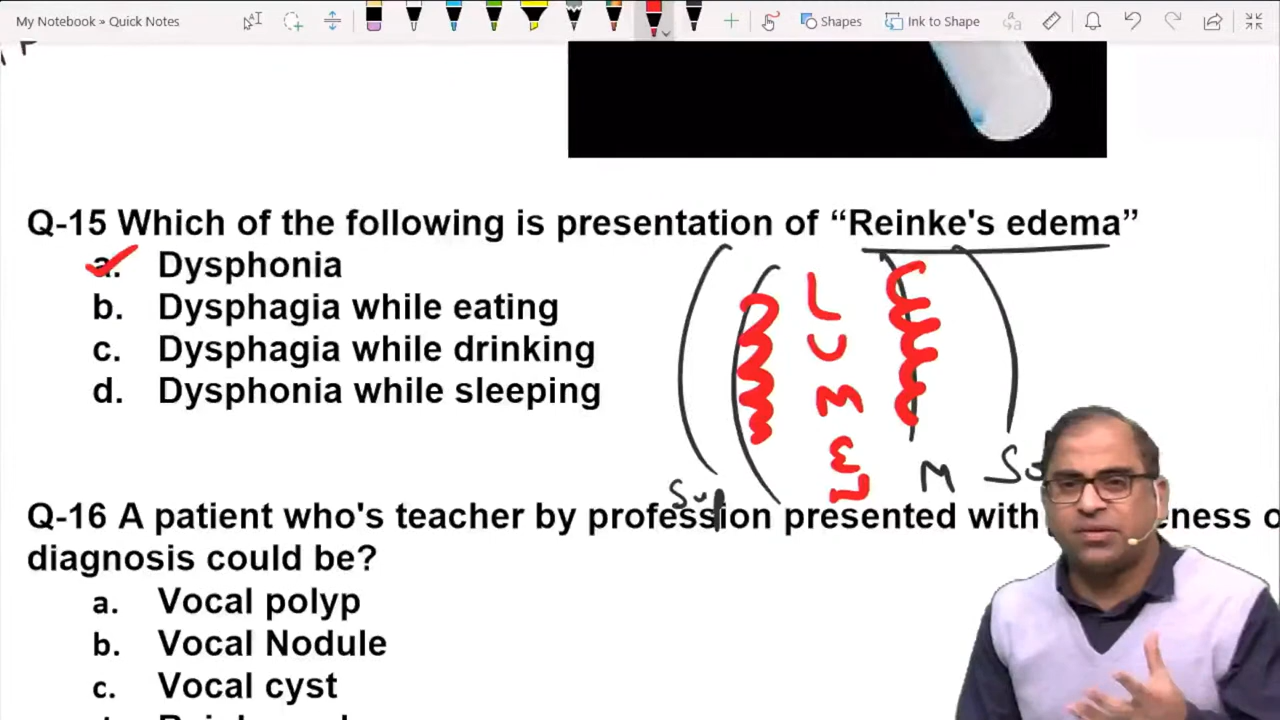 My Notebook » Quick Notes
Shapes
Ink to Shape
Q-15 Which of the following is presentation of “Reinke's edema”
a. Dysphonia
b. Dysphagia while eating
c. Dysphagia while drinking
d. Dysphonia while sleeping
L
U
M
E
N
M
Sup
Q-16 A patient who's teacher by profession presented with
diagnosis could be?
a. Vocal polyp
b. Vocal Nodule
c. Vocal cyst